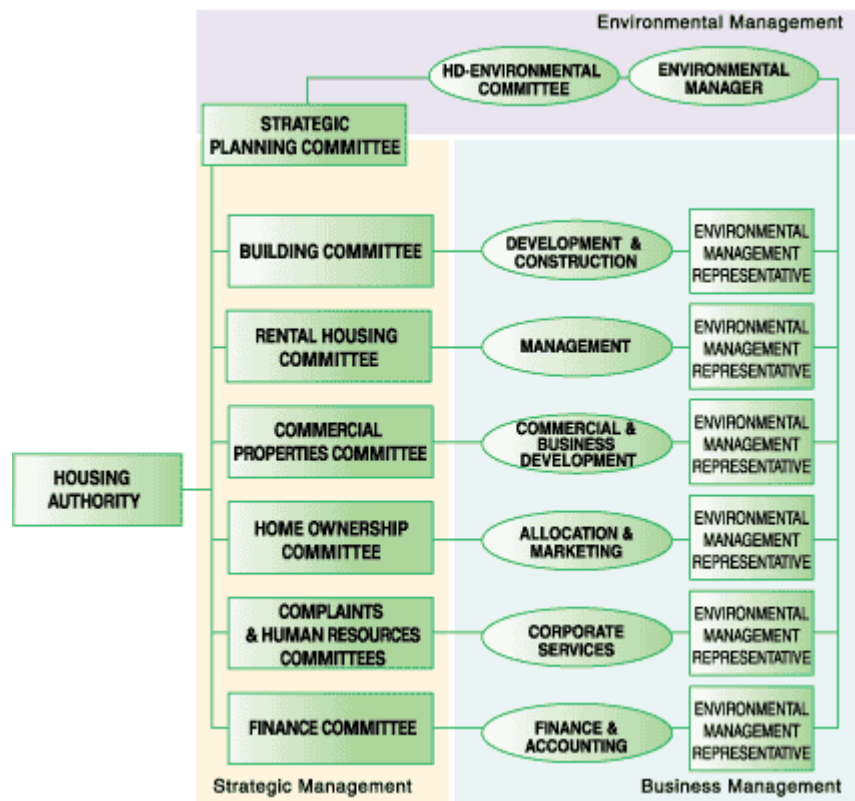 Environmental Management
HD-ENVIRONMENTAL
COMMITTEE
ENVIRONMENTAL
MANAGER
STRATEGIC
PLANNING COMMITTEE
BUILDING COMMITTEE
DEVELOPMENT &
CONSTRUCTION
ENVIRONMENTAL
MANAGEMENT
REPRESENTATIVE
RENTAL HOUSING
COMMITTEE
MANAGEMENT
ENVIRONMENTAL
MANAGEMENT
REPRESENTATIVE
COMMERCIAL
PROPERTIES COMMITTEE
COMMERCIAL &
BUSINESS
DEVELOPMENT
ENVIRONMENTAL
MANAGEMENT
REPRESENTATIVE
HOUSING
AUTHORITY
HOME OWNERSHIP
COMMITTEE
ALLOCATION &
MARKETING
ENVIRONMENTAL
MANAGEMENT
REPRESENTATIVE
COMPLAINTS
& HUMAN RESOURCES
COMMITTEES
CORPORATE
SERVICES
ENVIRONMENTAL
MANAGEMENT
REPRESENTATIVE
FINANCE COMMITTEE
FINANCE &
ACCOUNTING
ENVIRONMENTAL
MANAGEMENT
REPRESENTATIVE
Strategic Management
Business Management